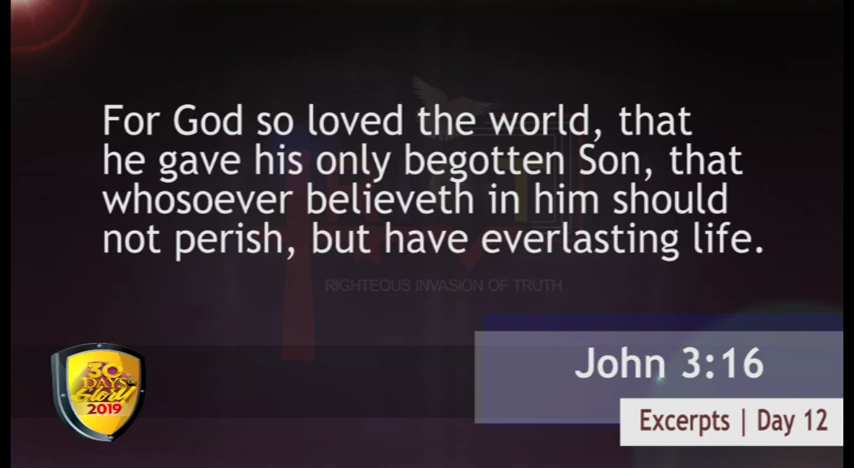 For God so loved the world, that
he gave his only begotten Son, that
whosoever believeth in him should
not perish, but have everlasting life.
RIGHTEOUS INVASION OF TRUTH
John 3:16
Excerpts | Day 12
30
DAYS of
Glory
2019